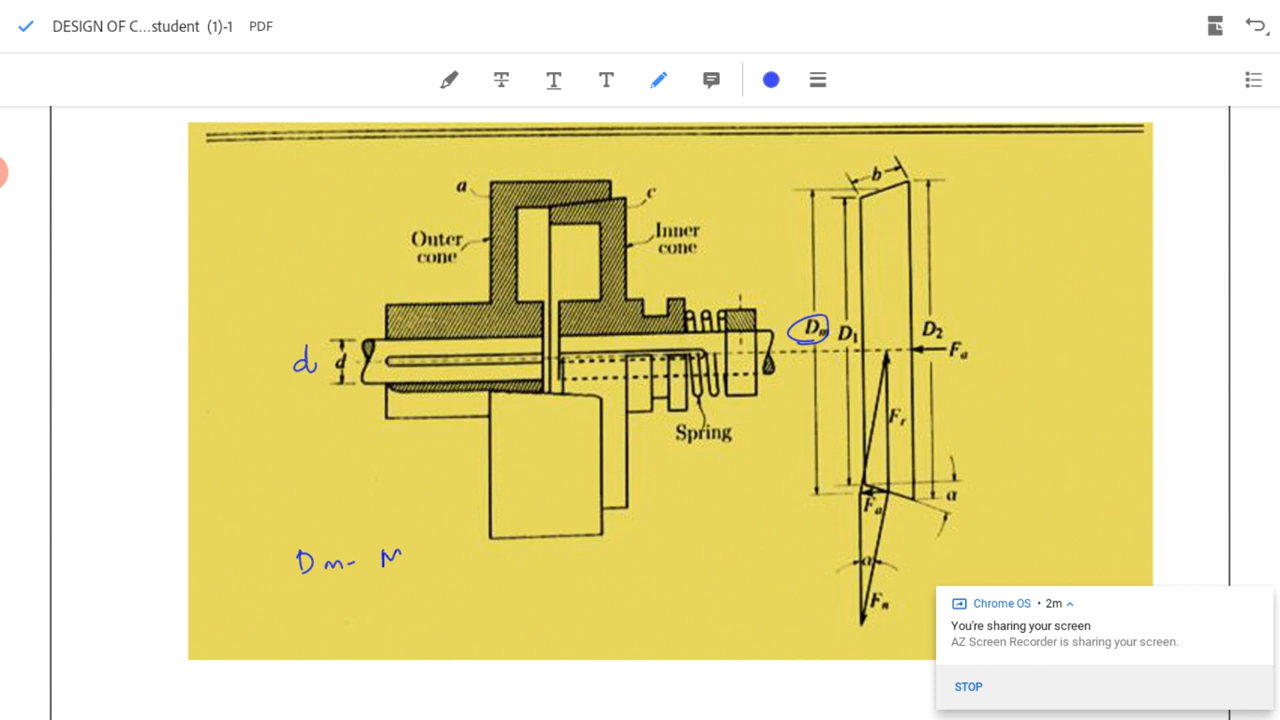 DESIGN OF C...student (1)-1 PDF
T T T
a
c
b
Outer
cone
Inner
cone
d
d
Dm
D1
D2
Fa
Fr
Spring
Fa
α
α
Fn
Dm- M
Chrome OS • 2m
You're sharing your screen
AZ Screen Recorder is sharing your screen.
STOP